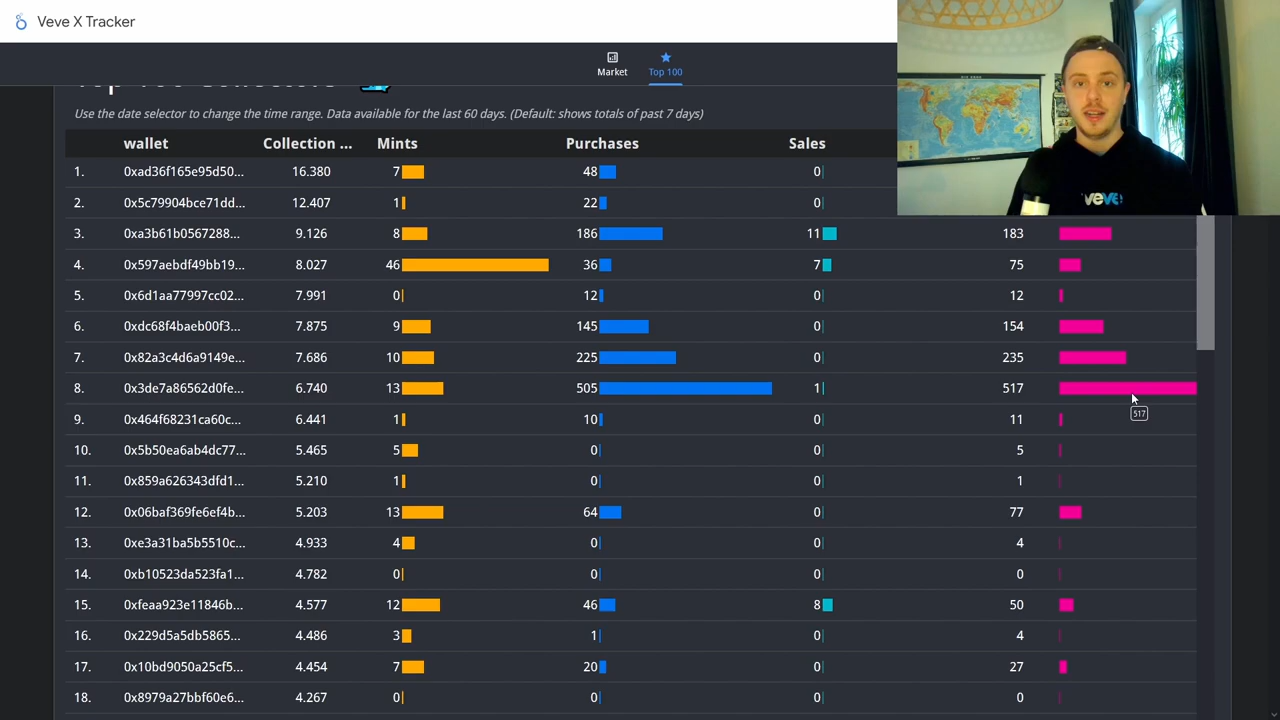 Veve X Tracker
Market
Top 100
Top 100 Collectors
Use the date selector to change the time range. Data available for the last 60 days. (Default: shows totals of past 7 days)
wallet Collection ... Mints Purchases Sales
1. 0xad36f165e95d50... 16.380 7 48 0
2. 0x5c79904bce71dd... 12.407 1 22 0
3. 0xa3b61b0567288... 9.126 8 186 11 183
4. 0x597aebdf49bb19... 8.027 46 36 7 75
5. 0x6d1aa77997cc02... 7.991 0 12 0 12
6. 0xdc68f4baeb00f3... 7.875 9 145 0 154
7. 0x82a3c4d6a9149e... 7.686 10 225 0 235
8. 0x3de7a86562d0fe... 6.740 13 505 1 517
517
9. 0x464f68231ca60c... 6.441 1 10 0 11
10. 0x5b50ea6ab4dc77... 5.465 5 0 0 5
11. 0x859a626343dfd1... 5.210 1 0 0 1
12. 0x06baf369fe6ef4b... 5.203 13 64 0 77
13. 0xe3a31ba5b5510c... 4.933 4 0 0 4
14. 0xb10523da523fa1... 4.782 0 0 0 0
15. 0xfeaa923e11846b... 4.577 12 46 8 50
16. 0x229d5a5db5865... 4.486 3 1 0 4
17. 0x10bd9050a25cf5... 4.454 7 20 0 27
18. 0x8979a27bbf60e6... 4.267 0 0 0 0
veve